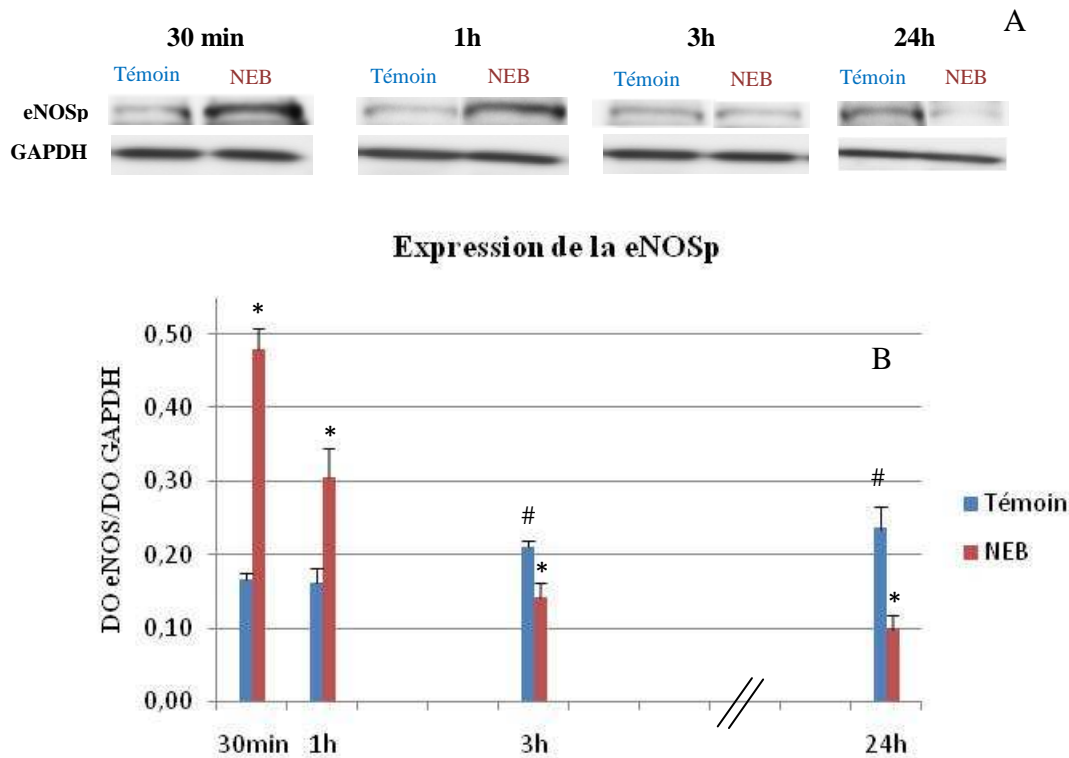 A
30 min 1h 3h 24h
Témoin NEB Témoin NEB Témoin NEB Témoin NEB
eNOSp
GAPDH
Expression de la eNOSp
B
DO eNOS/DO GAPDH
0,50
0,40
0,30
0,20
0,10
0,00
* * # * # *
30min 1h 3h // 24h
Témoin
NEB